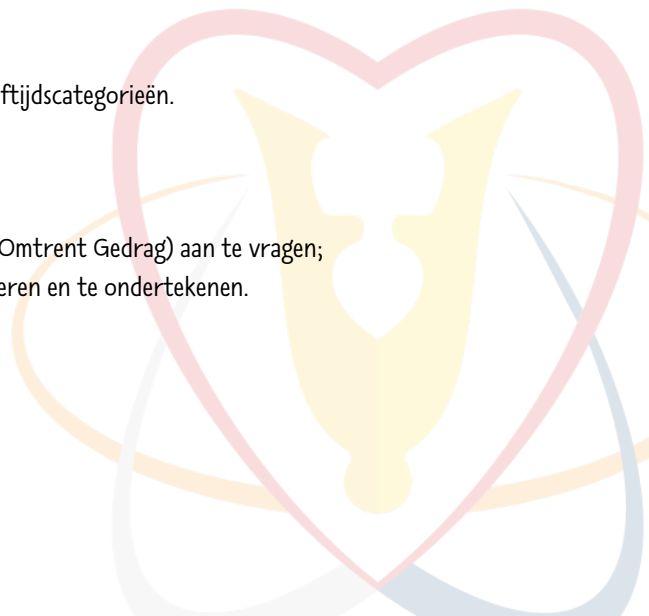 ftijdscategorieën.
Omtrent Gedrag) aan te vragen;
eren en te ondertekenen.